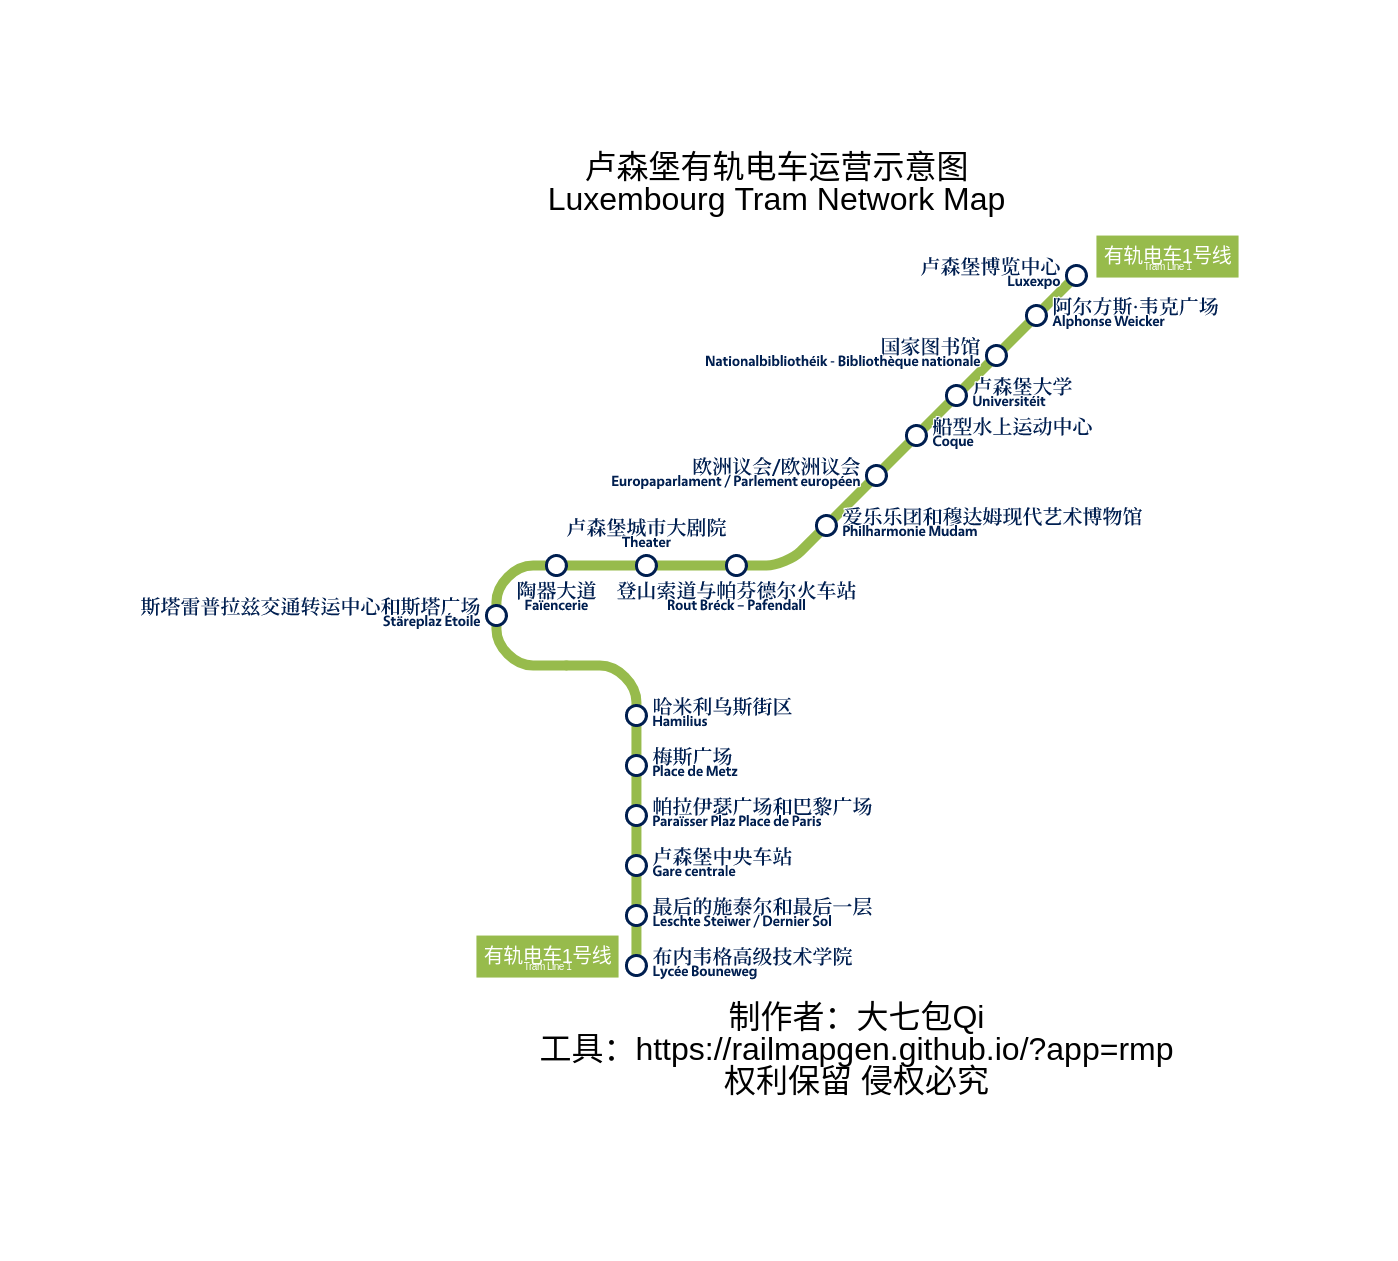 卢森堡有轨电车运营示意图
Luxembourg Tram Network Map
有轨电车1号线
Tram Line 1
卢森堡博览中心
Luxexpo
阿尔方斯·韦克广场
Alphonse Weicker
国家图书馆
Nationalbibliothéik - Bibliothèque nationale
卢森堡大学
Universitéit
船型水上运动中心
Coque
欧洲议会/欧洲议会
Europaparlament / Parlement européen
爱乐乐团和穆达姆现代艺术博物馆
Philharmonie Mudam
卢森堡城市大剧院
Theater
陶器大道
Faïencerie
登山索道与帕芬德尔火车站
Rout Bréck – Pafendall
斯塔雷普拉兹交通转运中心和斯塔广场
Stäreplaz Étoile
哈米利乌斯街区
Hamilius
梅斯广场
Place de Metz
帕拉伊瑟广场和巴黎广场
Paraïsser Plaz Place de Paris
卢森堡中央车站
Gare centrale
最后的施泰尔和最后一层
Leschte Steiwer / Dernier Sol
有轨电车1号线
Tram Line 1
布内韦格高级技术学院
Lycée Bouneweg
制作者：大七包Qi
工具：https://railmapgen.github.io/?app=rmp
权利保留 侵权必究